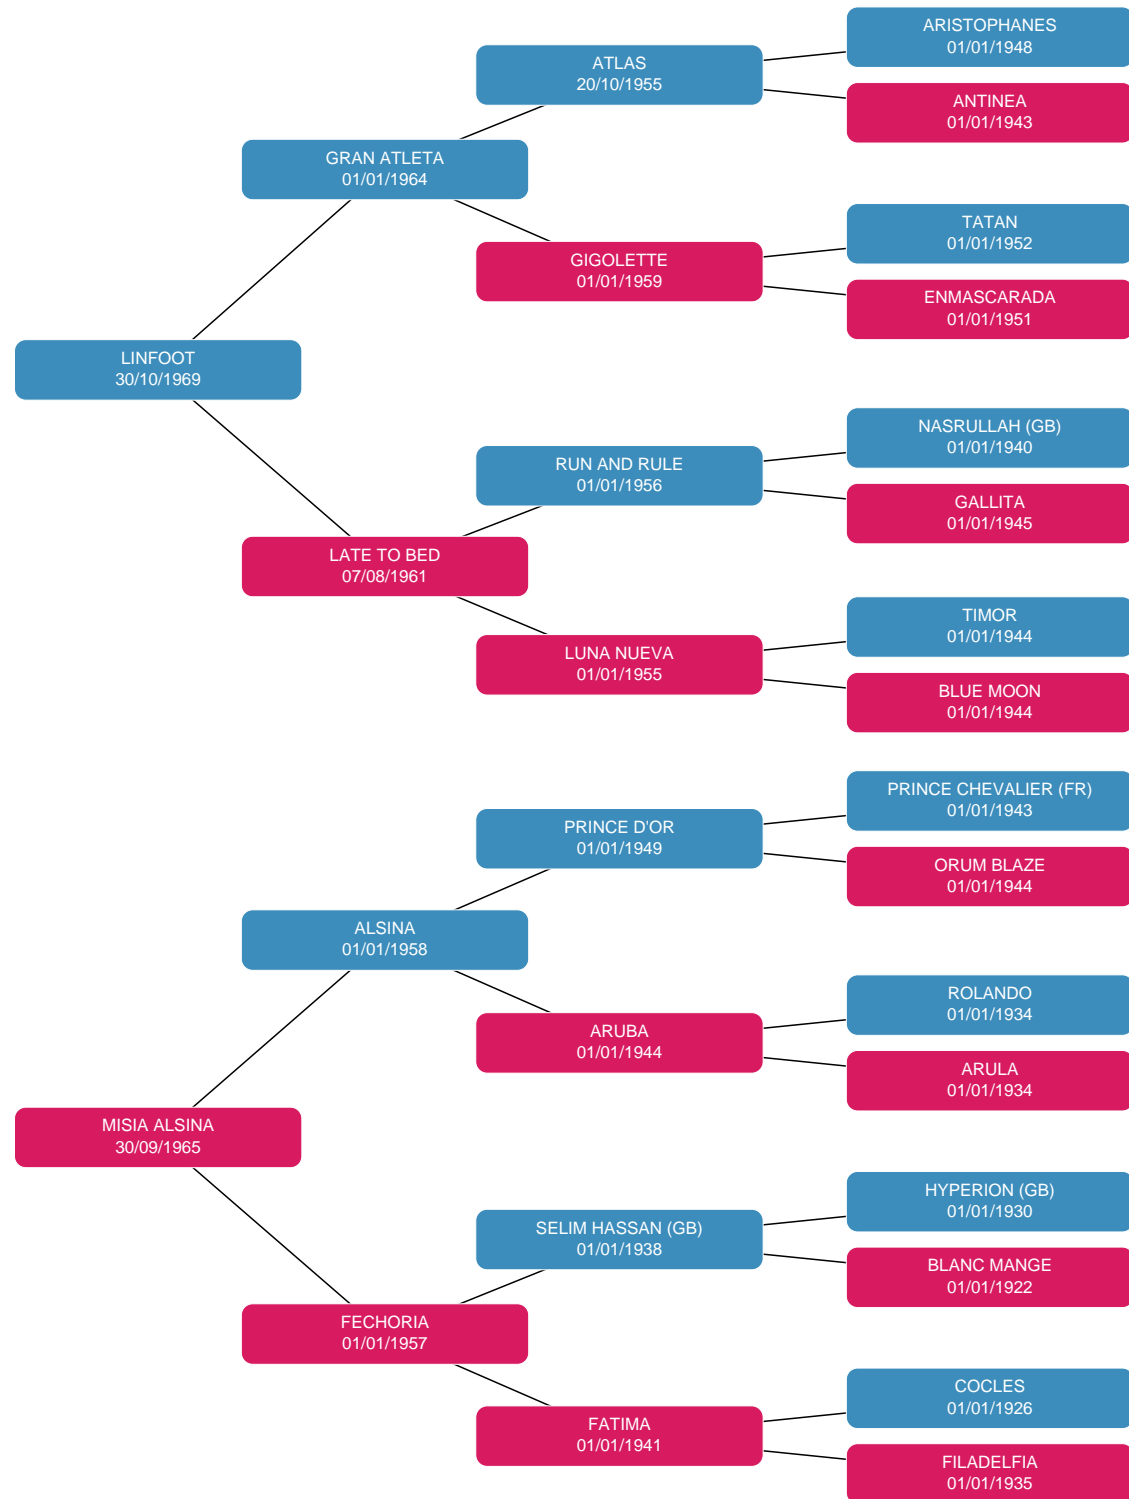 ARISTOPHANES
01/01/1948
ATLAS
20/10/1955
ANTINEA
01/01/1943
GRAN ATLETA
01/01/1964
TATAN
01/01/1952
GIGOLETTE
01/01/1959
ENMASCARADA
01/01/1951
LINFOOT
30/10/1969
NASRULLAH (GB)
01/01/1940
RUN AND RULE
01/01/1956
GALLITA
01/01/1945
LATE TO BED
07/08/1961
TIMOR
01/01/1944
LUNA NUEVA
01/01/1955
BLUE MOON
01/01/1944
PRINCE CHEVALIER (FR)
01/01/1943
PRINCE D'OR
01/01/1949
ORUM BLAZE
01/01/1944
ALSINA
01/01/1958
ROLANDO
01/01/1934
ARUBA
01/01/1944
ARULA
01/01/1934
MISIA ALSINA
30/09/1965
HYPERION (GB)
01/01/1930
SELIM HASSAN (GB)
01/01/1938
BLANC MANGE
01/01/1922
FECHORIA
01/01/1957
COCLES
01/01/1926
FATIMA
01/01/1941
FILADELFIA
01/01/1935